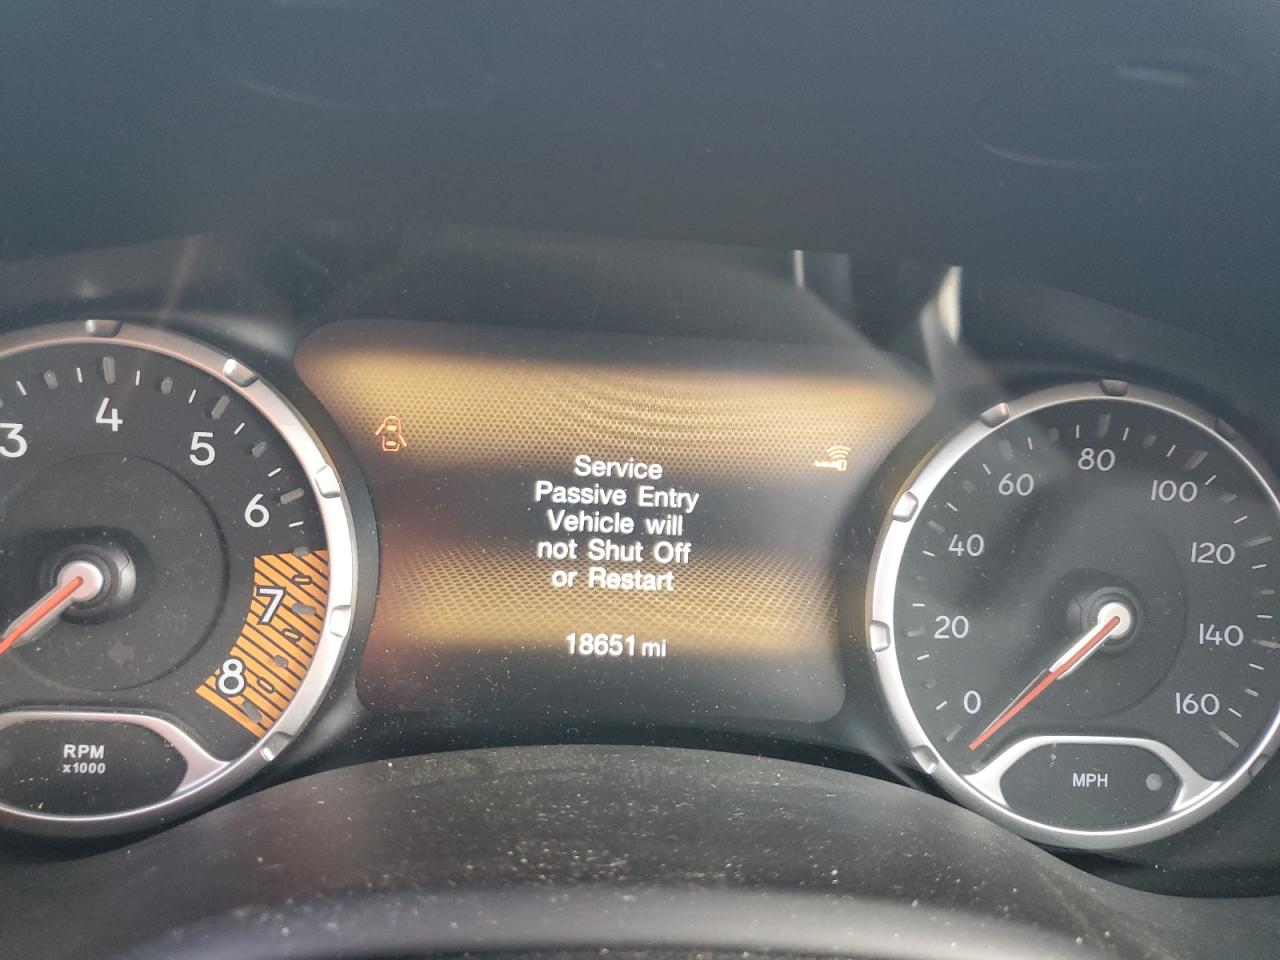 3
4
5
6
7
8
RPM
x1000
Service
Passive Entry
Vehicle will
not Shut Off
or Restart
18651 mi
0
20
40
60
80
100
120
140
160
MPH